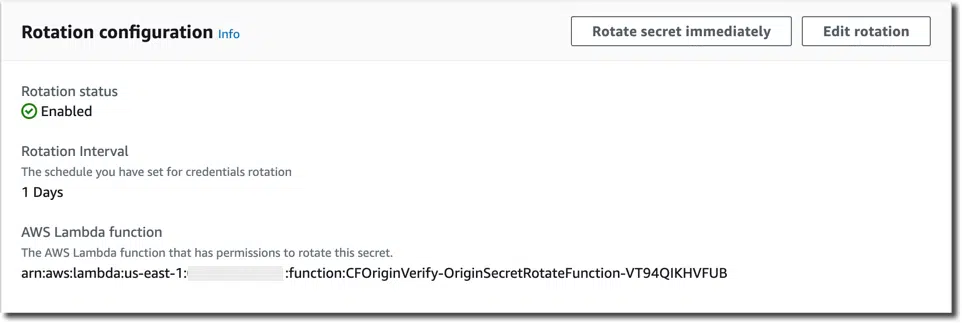 Rotation configuration Info
Rotate secret immediately
Edit rotation
Rotation status
Enabled
Rotation Interval
The schedule you have set for credentials rotation
1 Days
AWS Lambda function
The AWS Lambda function that has permissions to rotate this secret.
arn:aws:lambda:us-east-1: :function:CFOriginVerify-OriginSecretRotateFunction-VT94QIKHVFUB